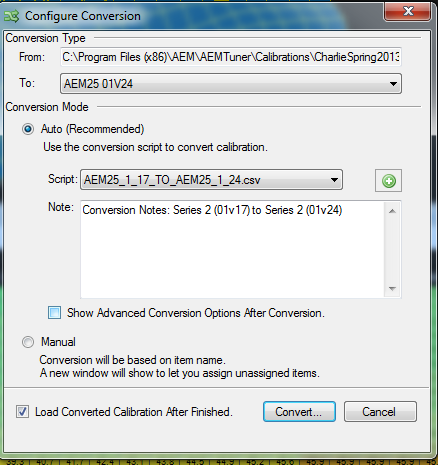 Configure Conversion
Conversion Type
From: C:\Program Files (x86)\AEM\AEMTuner\Calibrations\CharlieSpring2013
To: AEM25 01V24
Conversion Mode
Auto (Recommended)
Use the conversion script to convert calibration.
Script: AEM25_1_17_TO_AEM25_1_24.csv
Note: Conversion Notes: Series 2 (01v17) to Series 2 (01v24)
Show Advanced Conversion Options After Conversion.
Manual
Conversion will be based on item name.
A new window will show to let you assign unassigned items.
Load Converted Calibration After Finished. Convert... Cancel